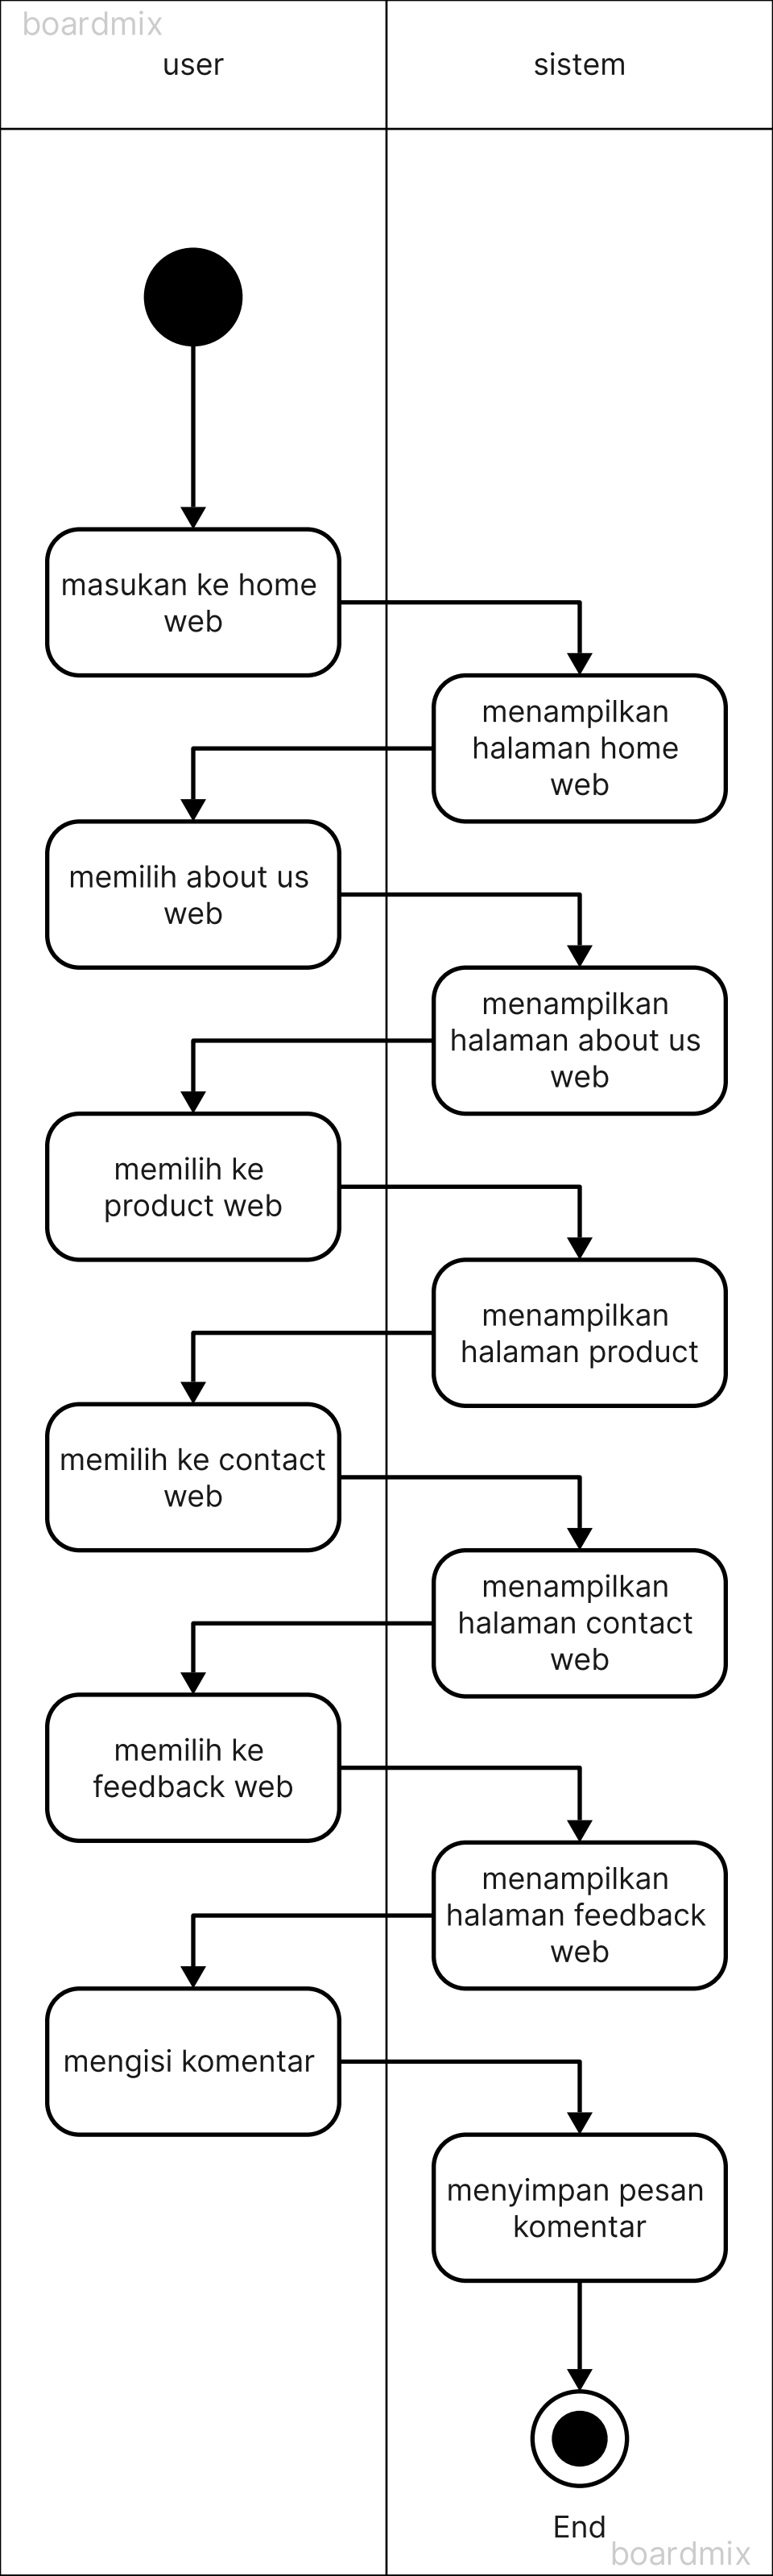 boardmix
user
sistem
masukan ke home
web
menampilkan
halaman home
web
memilih about us
web
menampilkan
halaman about us
web
memilih ke
product web
menampilkan
halaman product
memilih ke contact
web
menampilkan
halaman contact
web
memilih ke
feedback web
menampilkan
halaman feedback
web
mengisi komentar
menyimpan pesan
komentar
End
boardmix